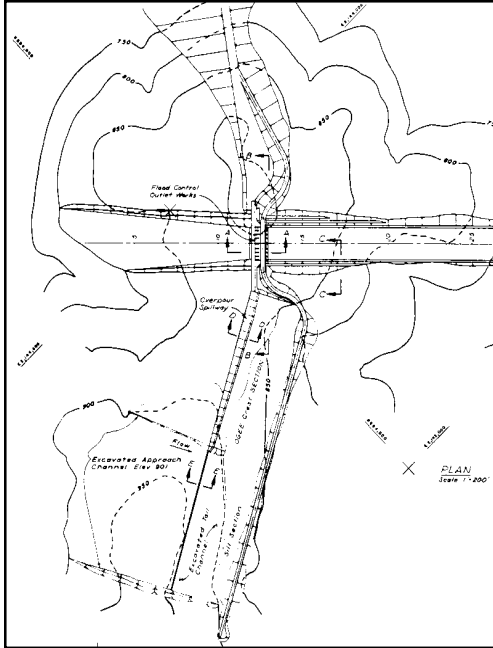 750
800
850
850
800
B
Flood Control
Outlet Works
A
A
C
C
Overpour
Spillway
D
D
B
OGEE Crest SECTION
850
900
Flow
Excavated Approach
Channel Elev 901
E
E
950
Excavated Tail
Channel
Sill Section
PLAN
Scale 1"=200'